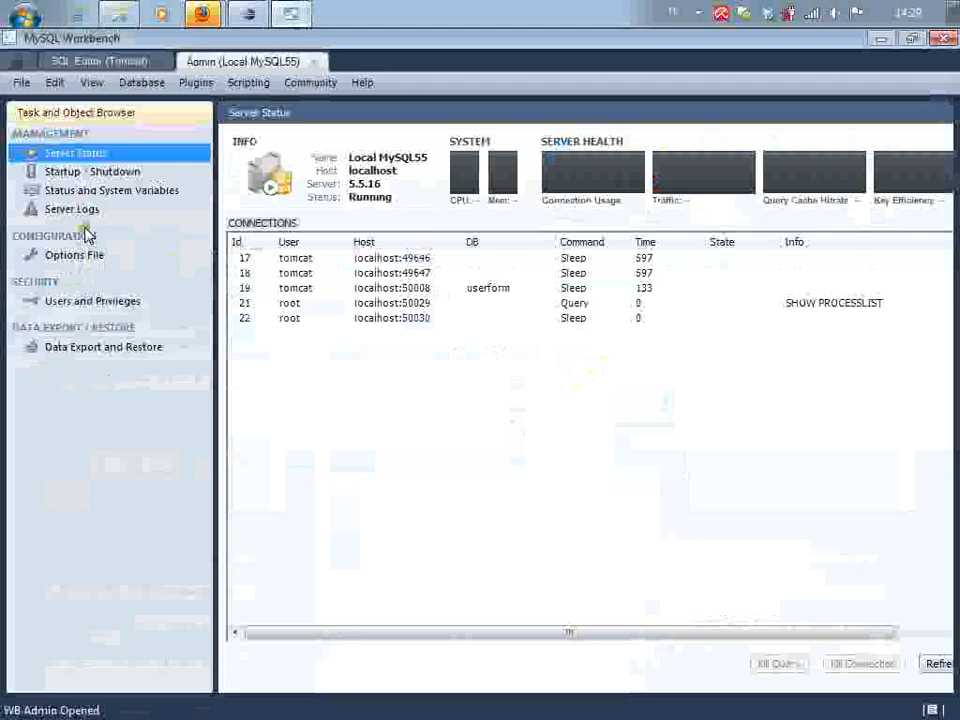 14:29
MySQL Workbench
SQL Editor (Tomcat)
Admin (Local MySQL55)
File Edit View Database Plugins Scripting Community Help
Task and Object Browser
MANAGEMENT
Server Status
Startup - Shutdown
Status and System Variables
Server Logs
CONFIGURATION
Options File
SECURITY
Users and Privileges
DATA EXPORT / RESTORE
Data Export and Restore
Server Status
INFO
Name: Local MySQL55
Host: localhost
Server: 5.5.16
Status: Running
SYSTEM
CPU: -- Mem: --
SERVER HEALTH
Connection Usage
Traffic: --
Query Cache Hitrate --
Key Efficiency
CONNECTIONS
Id User Host DB Command Time State Info
17 tomcat localhost:49646 Sleep 597
18 tomcat localhost:49647 Sleep 597
19 tomcat localhost:50008 userform Sleep 133
21 root localhost:50029 Query 0 SHOW PROCESSLIST
22 root localhost:50030 Sleep 0
Kill Query Kill Connection Refre
WB Admin Opened